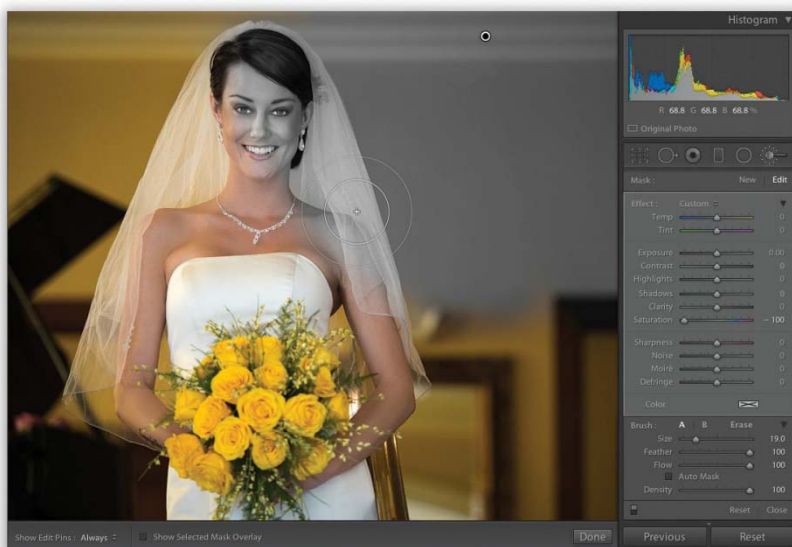 Histogram
R 68.8 G 68.8 B 68.8 %
Original Photo
Mask : New Edit
Effect : Custom
Temp 0
Tint 0
Exposure 0.00
Contrast 0
Highlights 0
Shadows 0
Clarity 0
Saturation – 100
Sharpness 0
Noise 0
Moiré 0
Defringe 0
Color
Brush : A B Erase
Size 19.0
Feather 100
Flow 100
Auto Mask
Density 100
Reset Close
Show Edit Pins : Always Show Selected Mask Overlay Done
Previous Reset